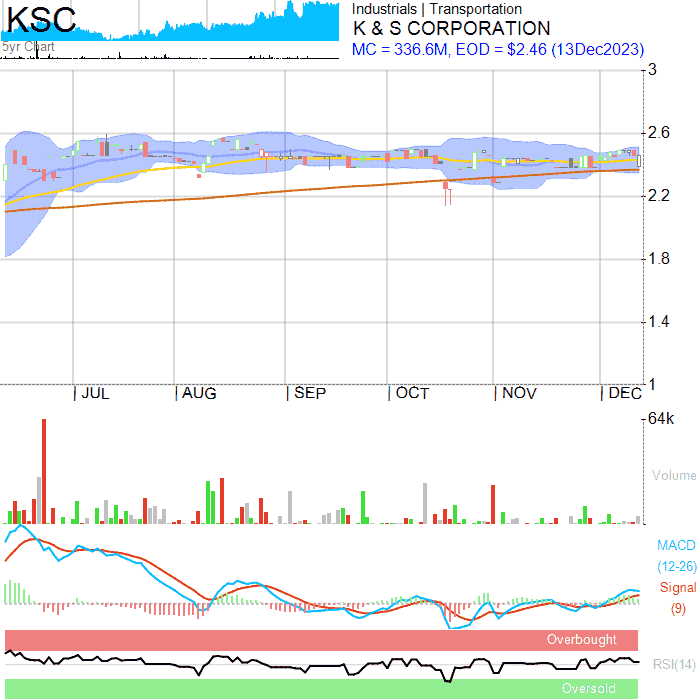 KSC
5yr Chart
Industrials | Transportation
K & S CORPORATION
MC = 336.6M, EOD = $2.46 (13Dec2023)
3
2.6
2.2
1.8
1.4
1
| JUL | AUG | SEP | OCT | NOV | DEC
64k
Volume
MACD
(12-26)
Signal
(9)
Overbought
RSI(14)
Oversold